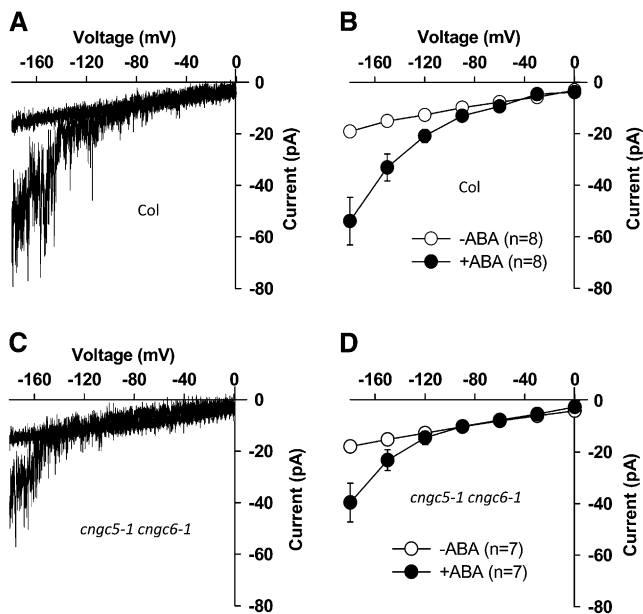 A
Voltage (mV)
-160 -120 -80 -40 0
0
-20
-40
-60
-80
Current (pA)
Col
B
Voltage (mV)
-160 -120 -80 -40 0
0
-20
-40
-60
-80
Current (pA)
Col
-ABA (n=8)
+ABA (n=8)
C
Voltage (mV)
-160 -120 -80 -40 0
0
-20
-40
-60
-80
Current (pA)
cngc5-1 cngc6-1
D
Voltage (mV)
-160 -120 -80 -40 0
0
-20
-40
-60
-80
Current (pA)
cngc5-1 cngc6-1
-ABA (n=7)
+ABA (n=7)